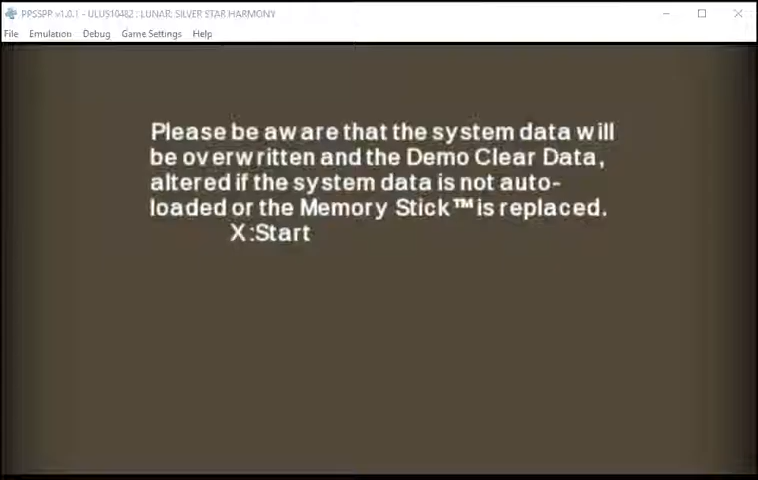 PPSSPP v1.0.1 - ULUS10482 : LUNAR: SILVER STAR HARMONY
File Emulation Debug Game Settings Help
Please be aware that the system data will
be overwritten and the Demo Clear Data,
altered if the system data is not auto-
loaded or the Memory Stick™ is replaced.
X:Start